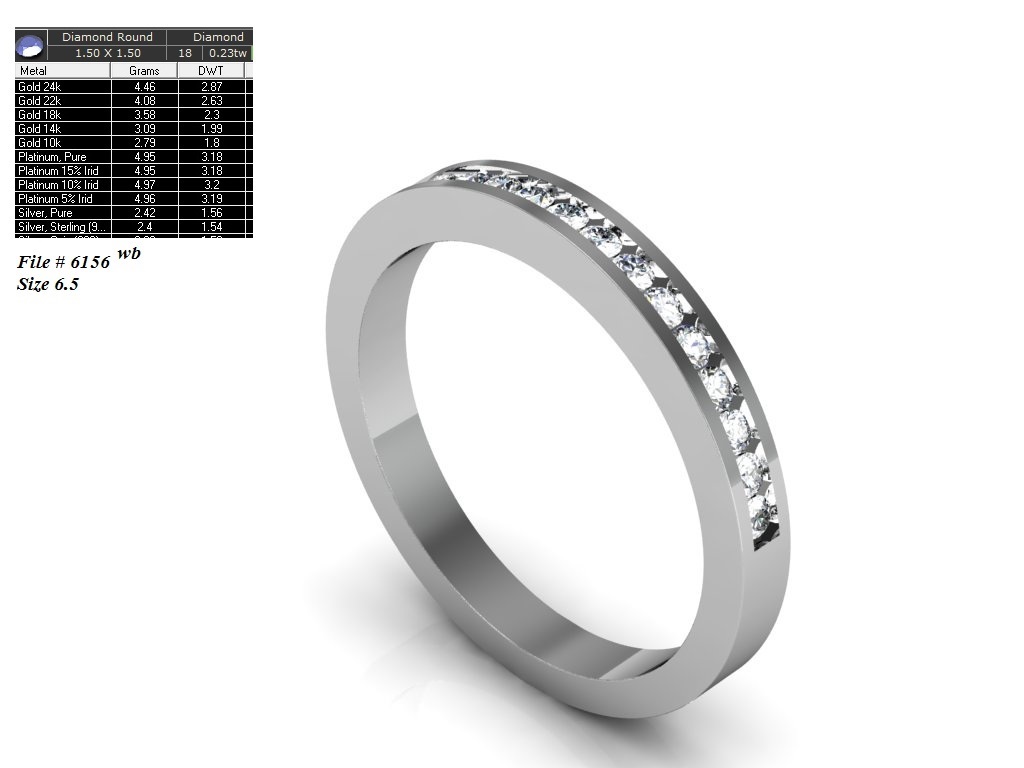 Diamond Round Diamond
1.50 X 1.50 18 0.23tw
Metal Grams DWT
Gold 24k 4.46 2.87
Gold 22k 4.08 2.63
Gold 18k 3.58 2.3
Gold 14k 3.09 1.99
Gold 10k 2.79 1.8
Platinum, Pure 4.95 3.18
Platinum 15% Irid 4.95 3.18
Platinum 10% Irid 4.97 3.2
Platinum 5% Irid 4.96 3.19
Silver, Pure 2.42 1.56
Silver, Sterling (9... 2.4 1.54
File # 6156 wb
Size 6.5